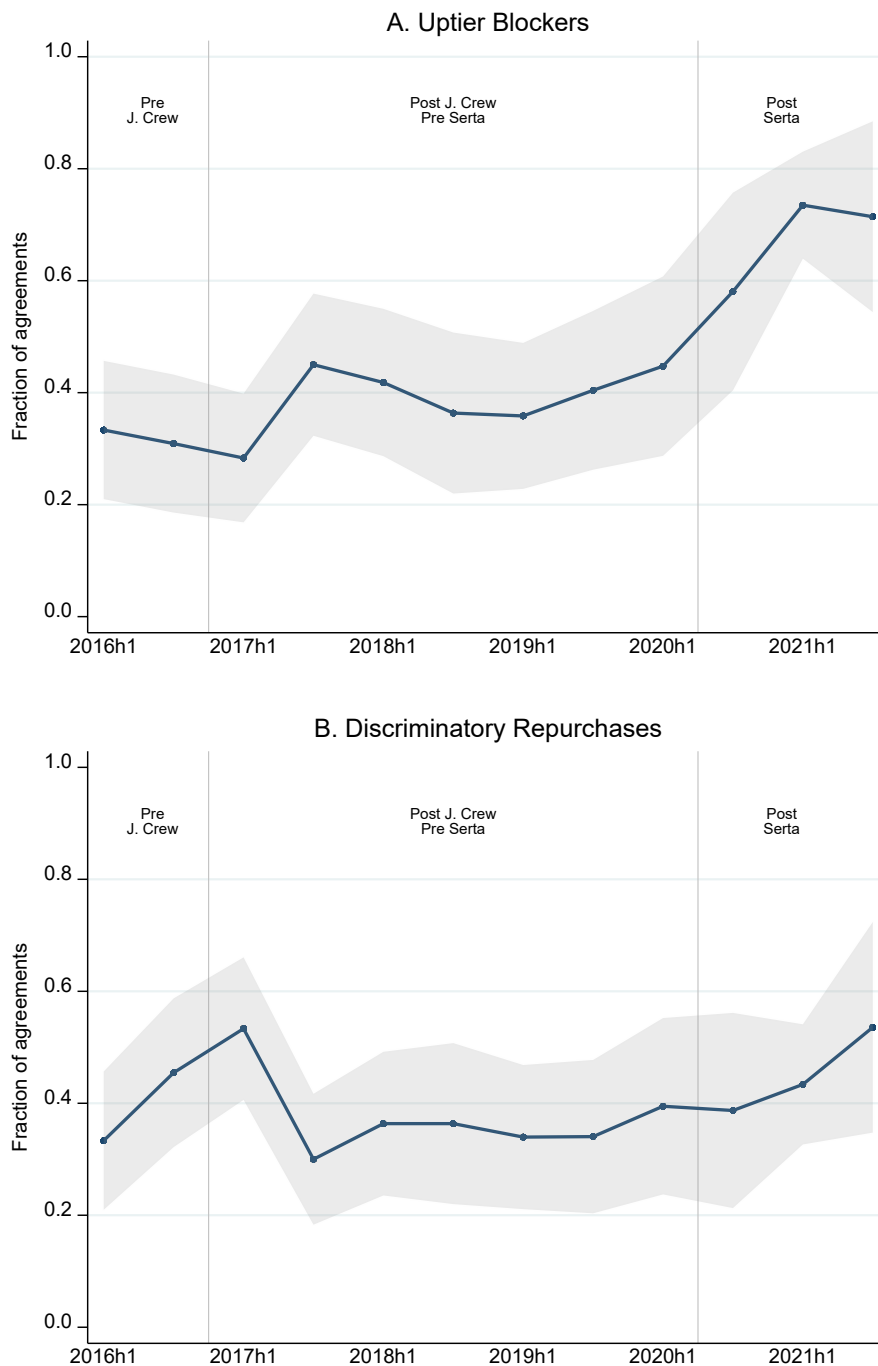 A. Uptier Blockers
1.0
Pre
J. Crew
Post J. Crew
Pre Serta
Post
Serta
0.8
0.6
Fraction of agreements
0.4
0.2
0.0
2016h1 2017h1 2018h1 2019h1 2020h1 2021h1
B. Discriminatory Repurchases
1.0
Pre
J. Crew
Post J. Crew
Pre Serta
Post
Serta
0.8
0.6
Fraction of agreements
0.4
0.2
0.0
2016h1 2017h1 2018h1 2019h1 2020h1 2021h1